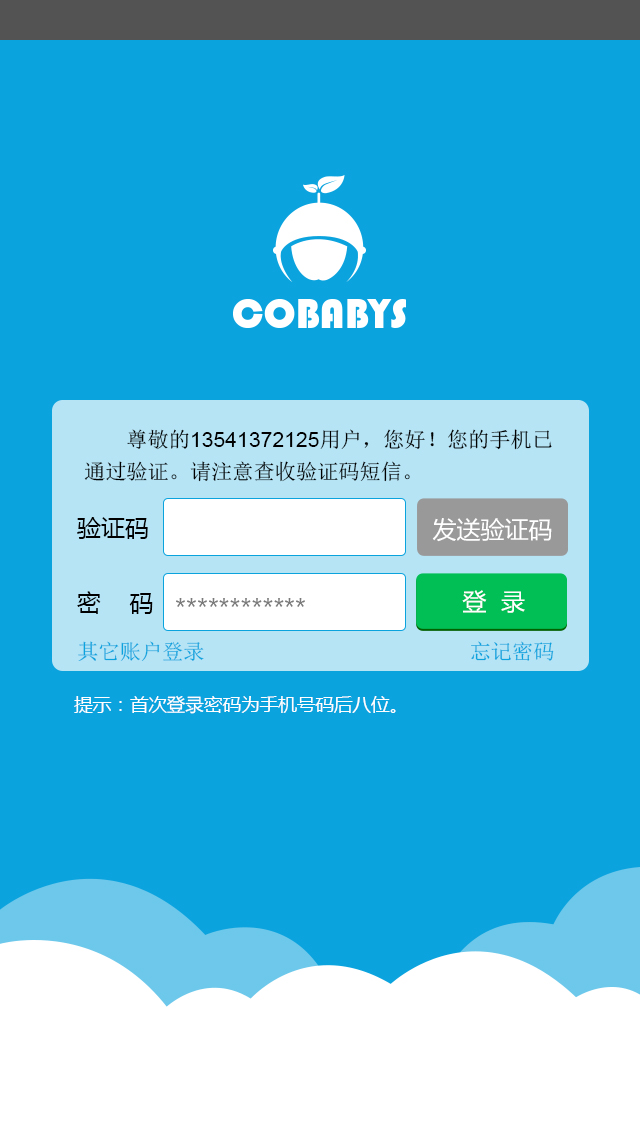 COBABYS
尊敬的13541372125用户，您好！您的手机已
通过验证。请注意查收验证码短信。
验证码
发送验证码
密 码
************
登 录
其它账户登录
忘记密码
提示：首次登录密码为手机号码后八位。